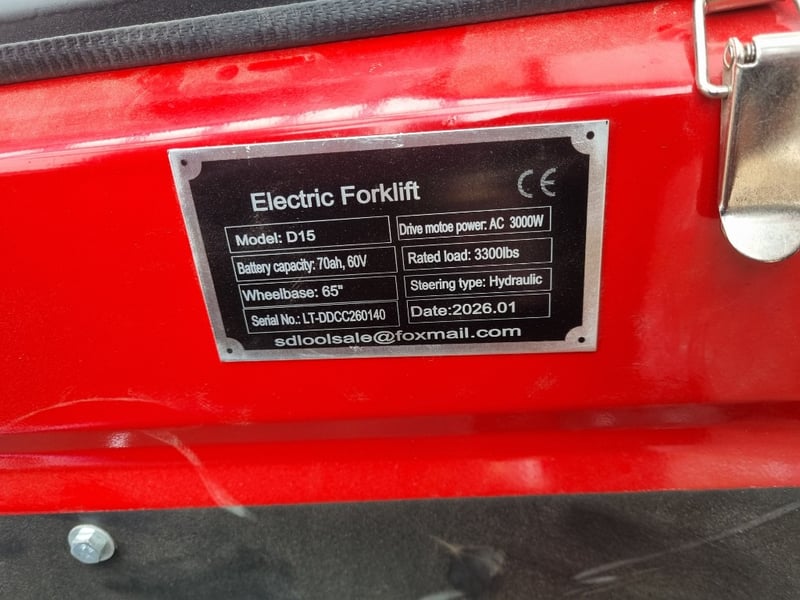 Electric Forklift CE
Model: D15
Drive motoe power: AC 3000W
Battery capacity: 70ah, 60V
Rated load: 3300lbs
Wheelbase: 65"
Steering type: Hydraulic
Serial No.: LT-DDCC260140
Date:2026.01
sdloolsale@foxmail.com